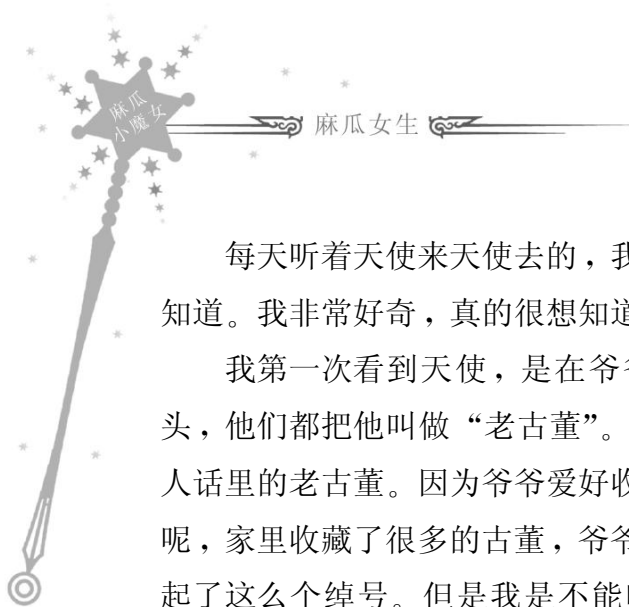 麻瓜
小魔女
麻瓜女生
每天听着天使来天使去的，我
知道。我非常好奇，真的很想知道
我第一次看到天使，是在爷爷
头，他们都把他叫做“老古董”。
人话里的老古董。因为爷爷爱好收
呢，家里收藏了很多的古董，爷爷
起了这么个绰号。但是我是不能